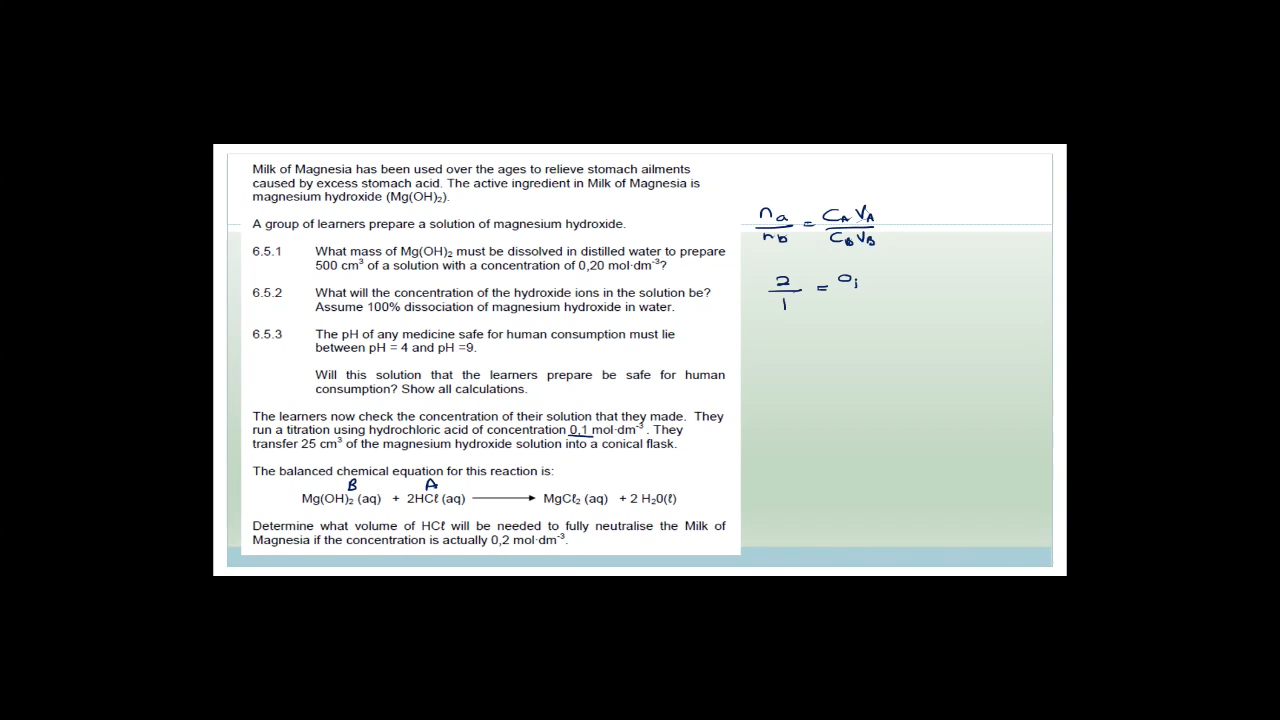 Milk of Magnesia has been used over the ages to relieve stomach ailments
caused by excess stomach acid. The active ingredient in Milk of Magnesia is
magnesium hydroxide (Mg(OH)₂).
A group of learners prepare a solution of magnesium hydroxide.
6.5.1 What mass of Mg(OH)₂ must be dissolved in distilled water to prepare
500 cm³ of a solution with a concentration of 0,20 mol·dm⁻³?
6.5.2 What will the concentration of the hydroxide ions in the solution be?
Assume 100% dissociation of magnesium hydroxide in water.
6.5.3 The pH of any medicine safe for human consumption must lie
between pH = 4 and pH =9.
Will this solution that the learners prepare be safe for human
consumption? Show all calculations.
The learners now check the concentration of their solution that they made. They
run a titration using hydrochloric acid of concentration 0,1 mol·dm⁻³. They
transfer 25 cm³ of the magnesium hydroxide solution into a conical flask.
The balanced chemical equation for this reaction is:
B A
Mg(OH)₂ (aq) + 2HCℓ (aq) ⟶ MgCℓ₂ (aq) + 2 H₂0(ℓ)
Determine what volume of HCℓ will be needed to fully neutralise the Milk of
Magnesia if the concentration is actually 0,2 mol·dm⁻³.
na = CA VA
nb CB VB
2 = 0,
1